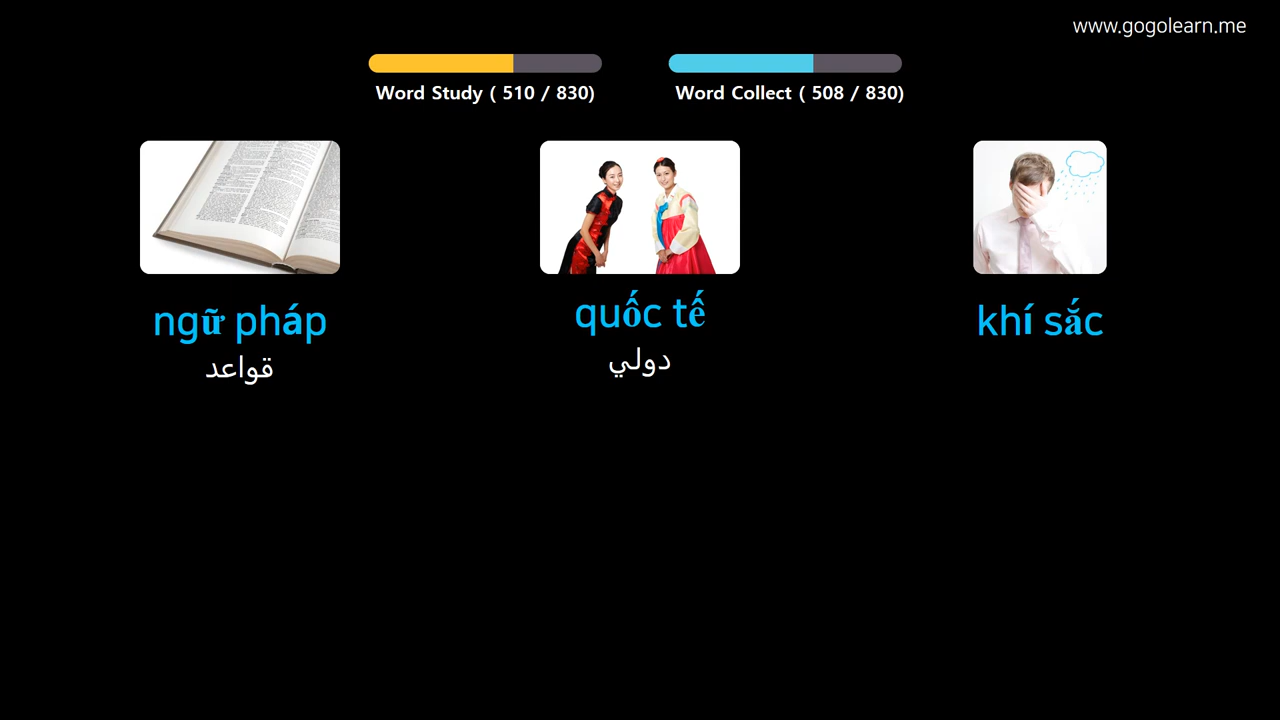 www.gogolearn.me
Word Study ( 510 / 830)
Word Collect ( 508 / 830)
ngữ pháp
قواعد
quốc tế
دولي
khí sắc